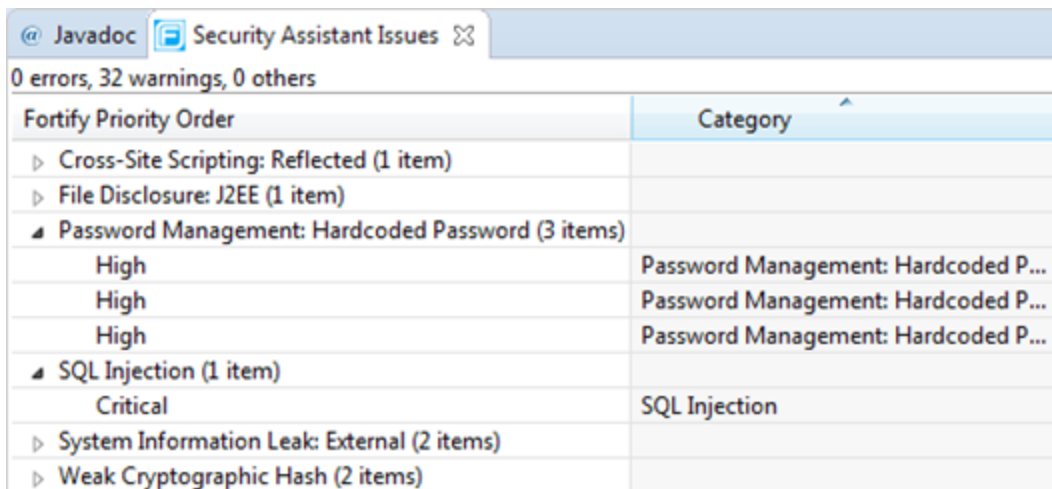 @ Javadoc Security Assistant Issues
0 errors, 32 warnings, 0 others
Fortify Priority Order Category
Cross-Site Scripting: Reflected (1 item)
File Disclosure: J2EE (1 item)
Password Management: Hardcoded Password (3 items)
High Password Management: Hardcoded P...
High Password Management: Hardcoded P...
High Password Management: Hardcoded P...
SQL Injection (1 item)
Critical SQL Injection
System Information Leak: External (2 items)
Weak Cryptographic Hash (2 items)